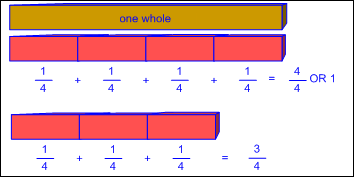 one whole
1/4 + 1/4 + 1/4 + 1/4 = 4/4 OR 1
1/4 + 1/4 + 1/4 = 3/4